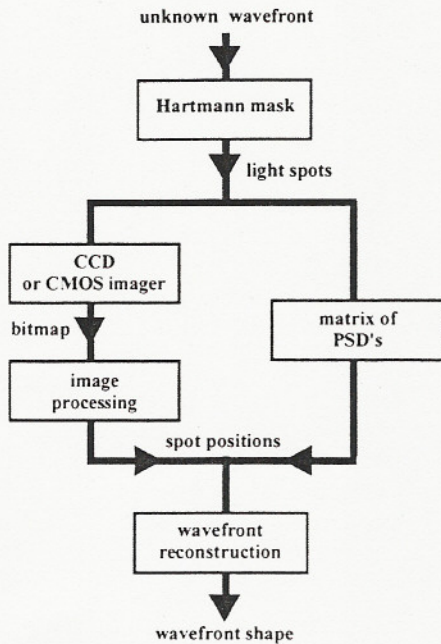 unknown wavefront
Hartmann mask
light spots
CCD
or CMOS imager
bitmap
matrix of
PSD's
image
processing
spot positions
wavefront
reconstruction
wavefront shape